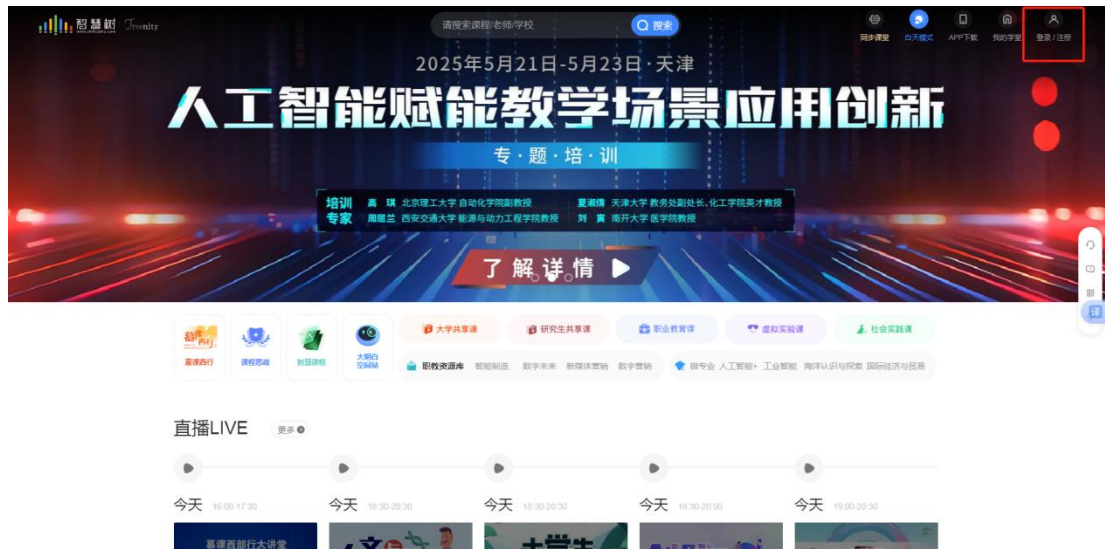 智慧树 Treenity
www.zhihuishu.com
请搜索课程/老师/学校
搜索
同步课堂 白天模式 APP下载 我的学堂 登录 / 注册
2025年5月21日-5月23日·天津
人工智能赋能教学场景应用创新
专·题·培·训
培训专家
高 琪 北京理工大学 自动化学院副教授 夏淑倩 天津大学 教务处副处长、化工学院英才教授
周屈兰 西安交通大学 能源与动力工程学院教授 刘 寅 南开大学 医学院教授
了解详情
译
慕课西行
慕课西行 课程思政 智慧课程 大明白空间站
大学共享课 研究生共享课 职业教育课 虚拟实验课 社会实践课
职教资源库 智能制造 数字未来 新媒体营销 数字营销 微专业 人工智能+ 工业智能 海洋认识与探索 国际经济与贸易
直播LIVE 更多
今天 16:00-17:30 今天 18:30-20:30 今天 18:30-20:30 今天 18:30-20:00 今天 19:00-20:30
慕课西部行大讲堂
大学生